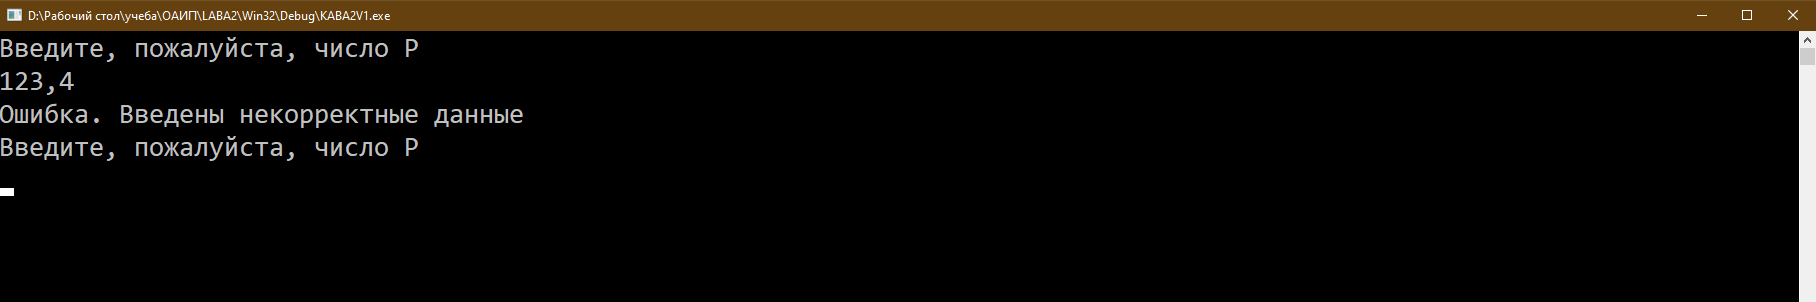 D:\Рабочий стол\учеба\ОАИП\LABA2\Win32\Debug\KABA2V1.exe
Введите, пожалуйста, число P
123,4
Ошибка. Введены некорректные данные
Введите, пожалуйста, число P